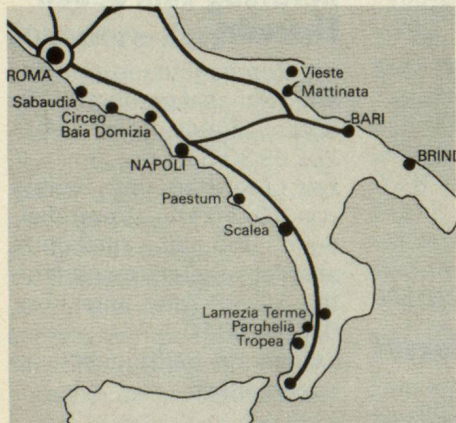 ROMA
Vieste
Mattinata
Sabaudia
Circeo
Baia Domizia
BARI
NAPOLI
BRIND
Paestum
Scalea
Lamezia Terme
Parghelia
Tropea